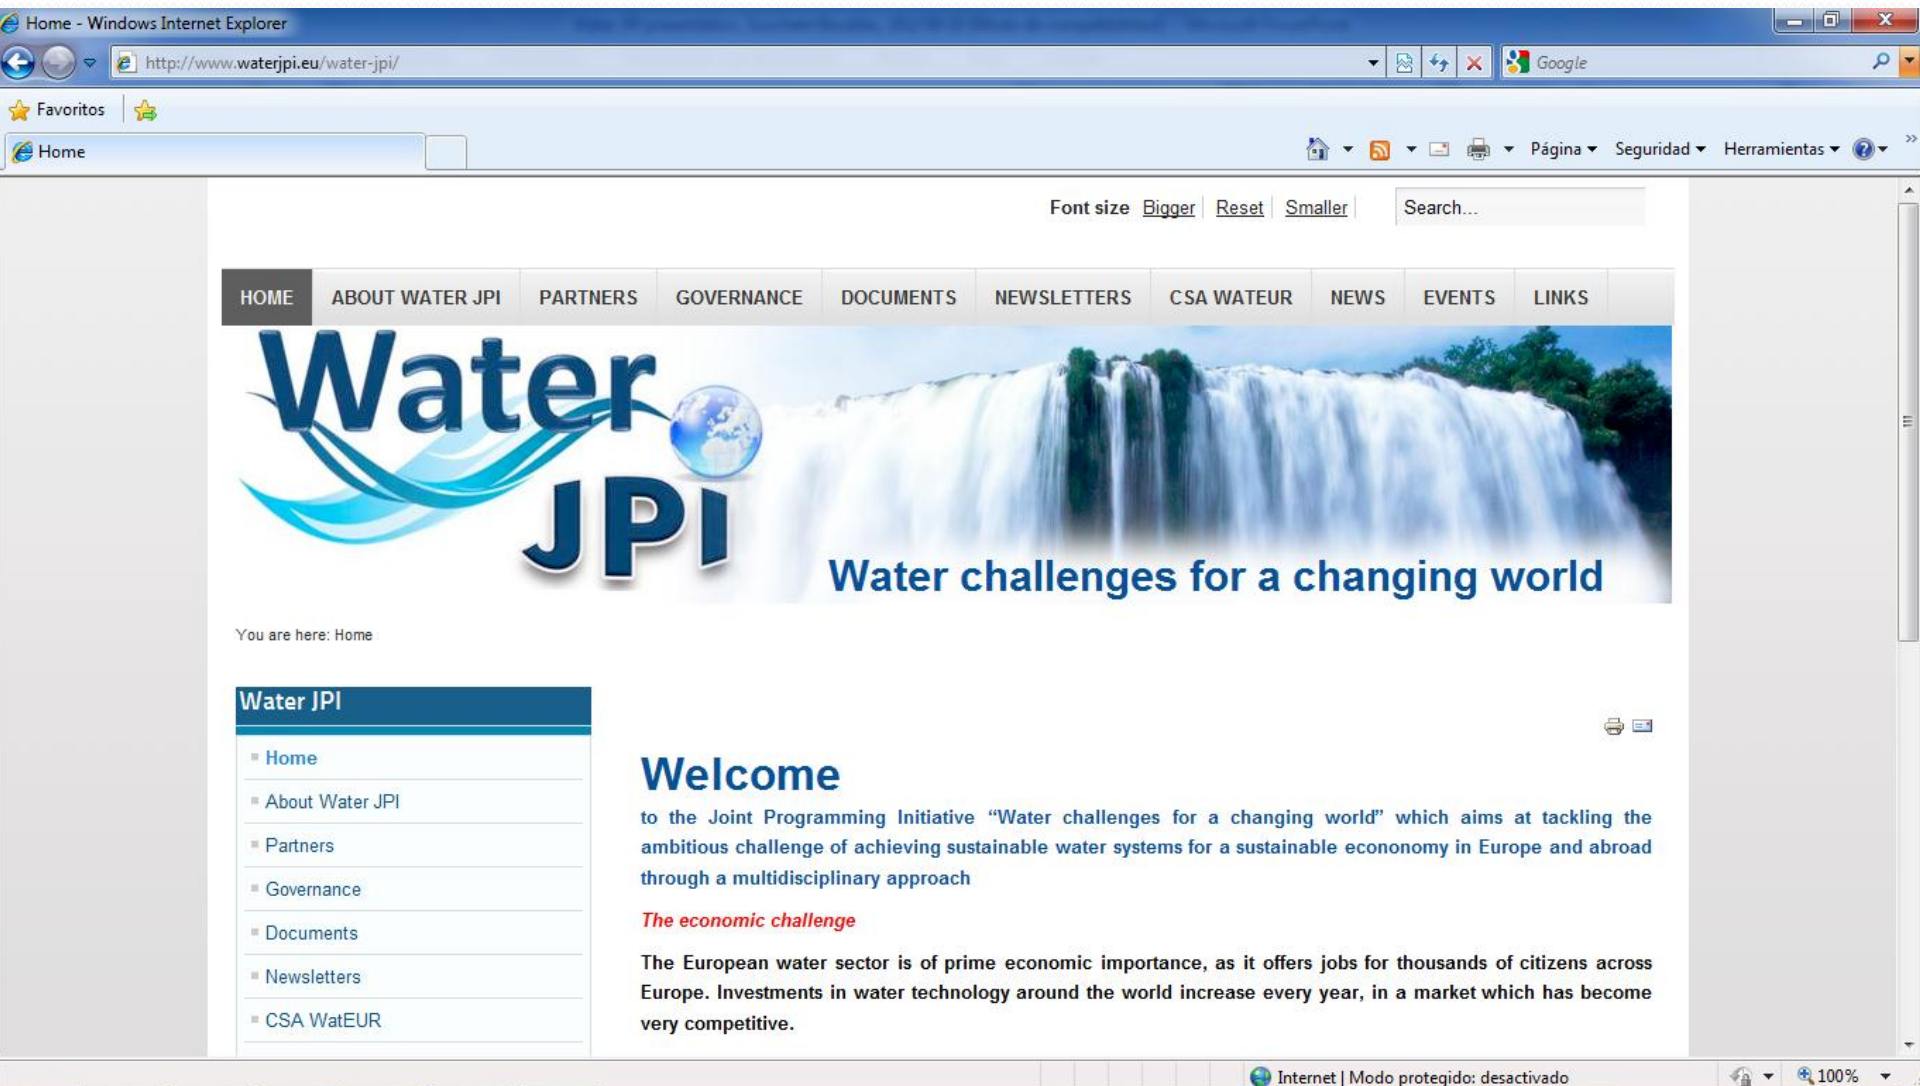 Home - Windows Internet Explorer
http://www.waterjpi.eu/water-jpi/
Google
Favoritos
Home
Página Seguridad Herramientas
Font size Bigger Reset Smaller Search...
HOME ABOUT WATER JPI PARTNERS GOVERNANCE DOCUMENTS NEWSLETTERS CSA WATEUR NEWS EVENTS LINKS
Water
JPI
Water challenges for a changing world
You are here: Home
Water JPI
Home
About Water JPI
Partners
Governance
Documents
Newsletters
CSA WatEUR
Welcome
to the Joint Programming Initiative “Water challenges for a changing world” which aims at tackling the
ambitious challenge of achieving sustainable water systems for a sustainable econonomy in Europe and abroad
through a multidisciplinary approach
The economic challenge
The European water sector is of prime economic importance, as it offers jobs for thousands of citizens across
Europe. Investments in water technology around the world increase every year, in a market which has become
very competitive.
Internet | Modo protegido: desactivado
100%